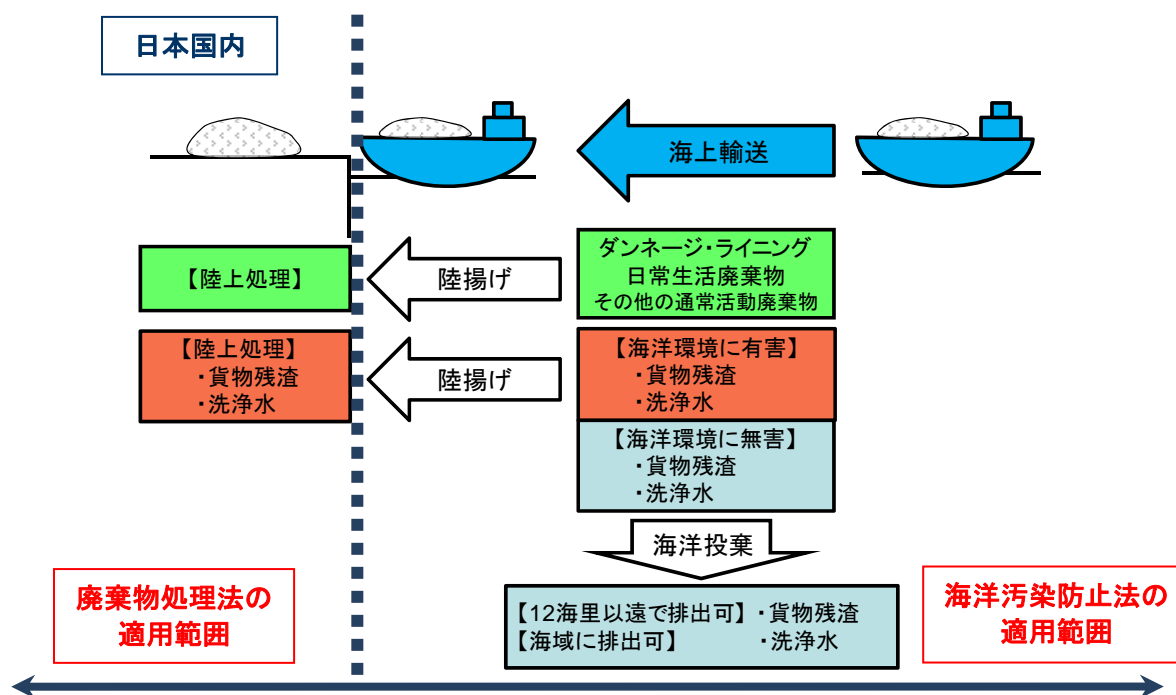 日本国内
海上輸送
ダンネージ・ライニング
日常生活廃棄物
その他の通常活動廃棄物
陸揚げ
【陸上処理】
【海洋環境に有害】
・貨物残渣
・洗浄水
陸揚げ
【陸上処理】
・貨物残渣
・洗浄水
【海洋環境に無害】
・貨物残渣
・洗浄水
海洋投棄
【12海里以遠で排出可】・貨物残渣
【海域に排出可】 ・洗浄水
廃棄物処理法の
適用範囲
海洋汚染防止法の
適用範囲